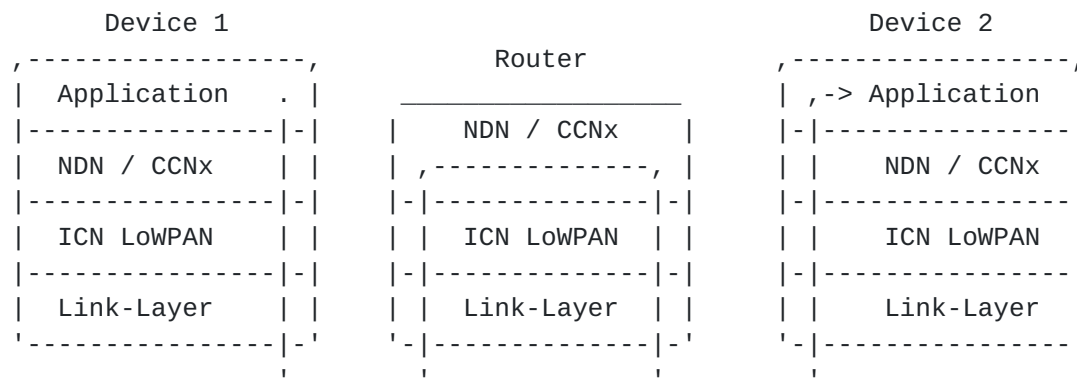 Device 1                                          Device 2
,------------------,            Router            ,------------------,
|  Application   . |     __________________     | ,-> Application
|----------------|-|    |    NDN / CCNx    |     |-|----------------
|  NDN / CCNx    | |    | ,--------------, |     | |    NDN / CCNx
|----------------|-|    |-|--------------|-|     |-|----------------
|  ICN LoWPAN    | |    | |  ICN LoWPAN  | |     | |    ICN LoWPAN
|----------------|-|    |-|--------------|-|     |-|----------------
|  Link-Layer    | |    | |  Link-Layer  | |     | |    Link-Layer
'----------------|-'    '-|--------------|-'     '-|----------------
                 '        '              '         '